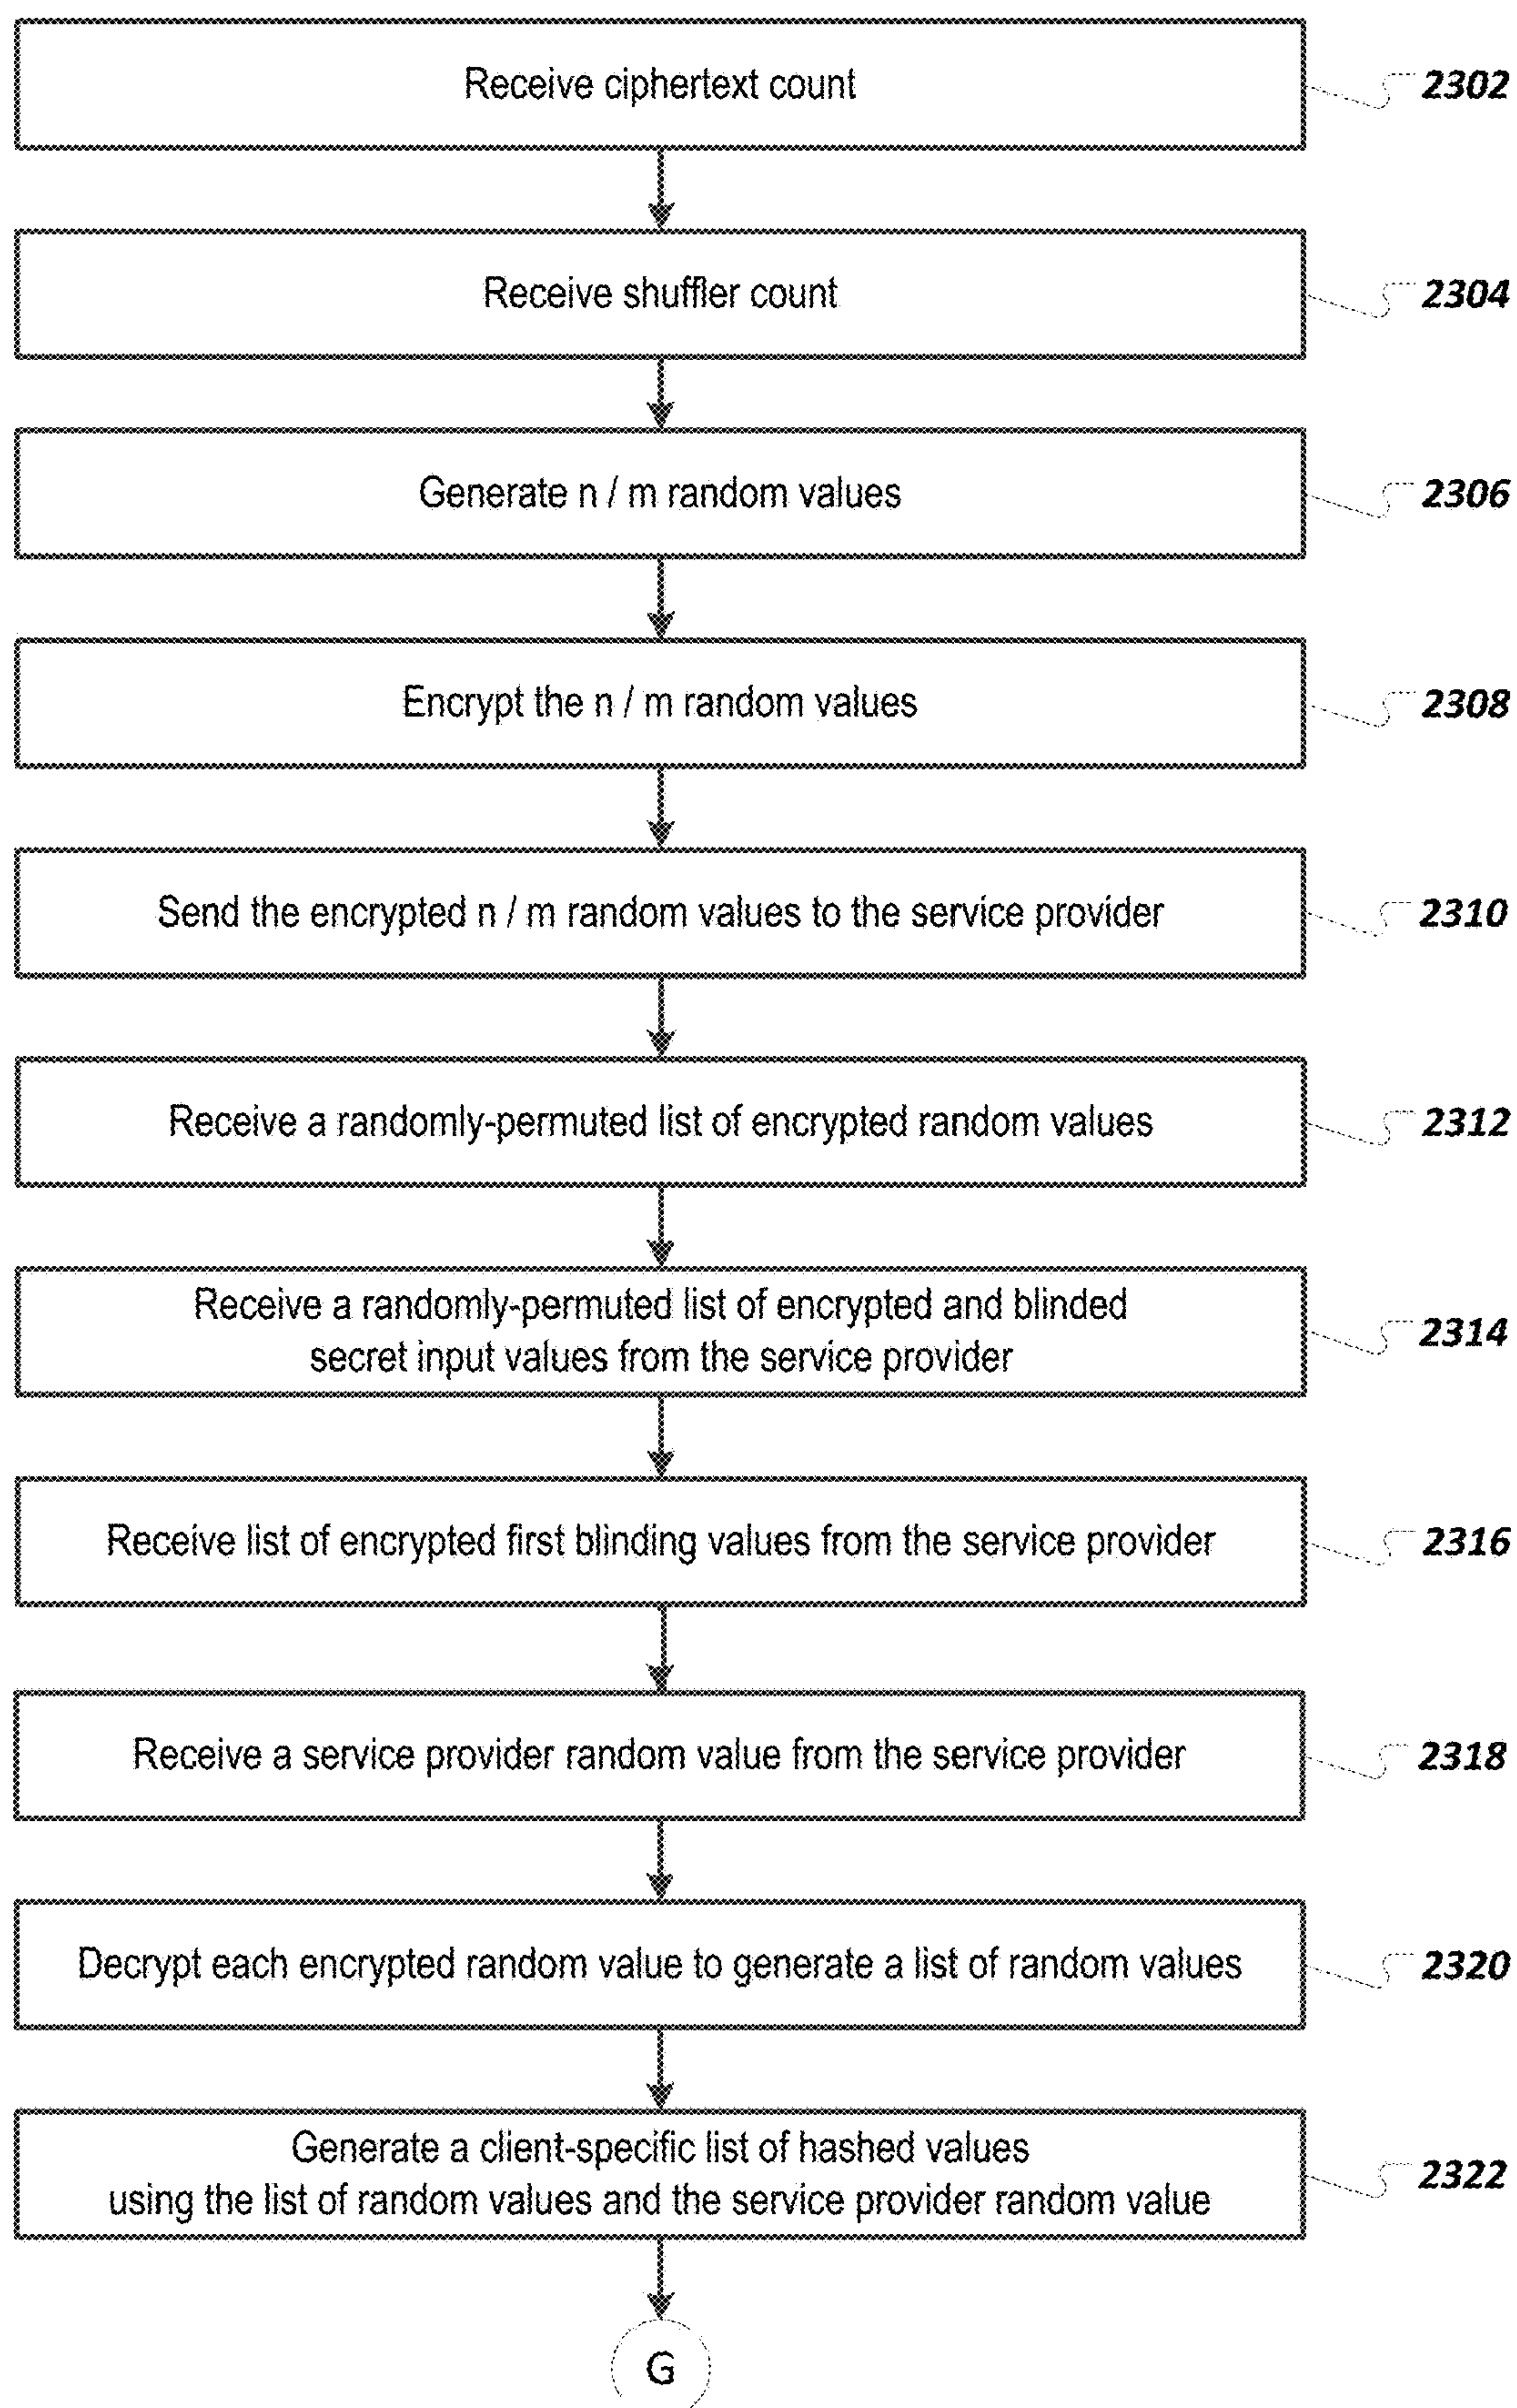 Receive ciphertext count
2302
Receive shuffler count
2304
Generate n / m random values
2306
Encrypt the n / m random values
2308
Send the encrypted n / m random values to the service provider
2310
Receive a randomly-permuted list of encrypted random values
2312
Receive a randomly-permuted list of encrypted and blinded
secret input values from the service provider
2314
Receive list of encrypted first blinding values from the service provider
2316
Receive a service provider random value from the service provider
2318
Decrypt each encrypted random value to generate a list of random values
2320
Generate a client-specific list of hashed values
using the list of random values and the service provider random value
2322
G